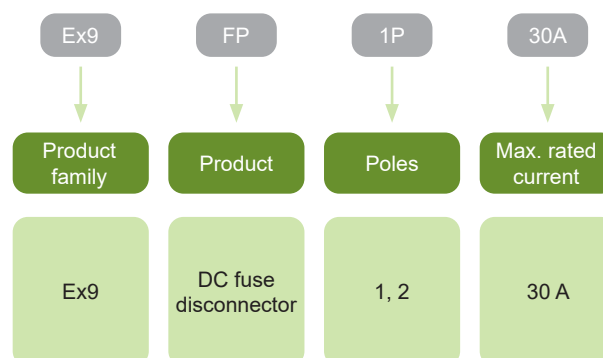 Ex9 FP 1P 30A
Product family
Product
Poles
Max. rated current
Ex9
DC fuse disconnector
1, 2
30 A